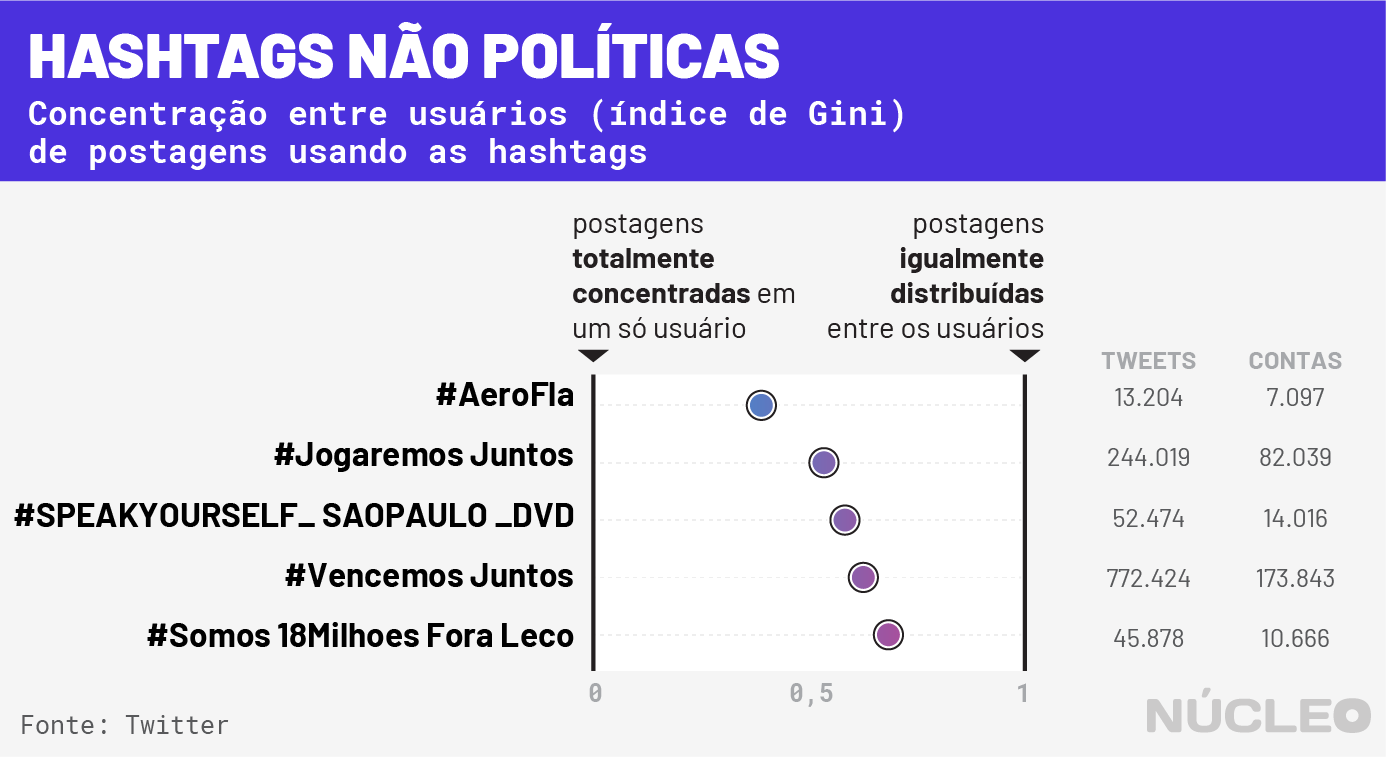 HASHTAGS NÃO POLÍTICAS
Concentração entre usuários (índice de Gini)
de postagens usando as hashtags
postagens
totalmente
concentradas em
um só usuário
postagens
igualmente
distribuídas
entre os usuários
TWEETS CONTAS
#AeroFla 13.204 7.097
#Jogaremos Juntos 244.019 82.039
#SPEAKYOURSELF_ SAOPAULO _DVD 52.474 14.016
#Vencemos Juntos 772.424 173.843
#Somos 18Milhoes Fora Leco 45.878 10.666
0 0,5 1
Fonte: Twitter
NÚCLEO